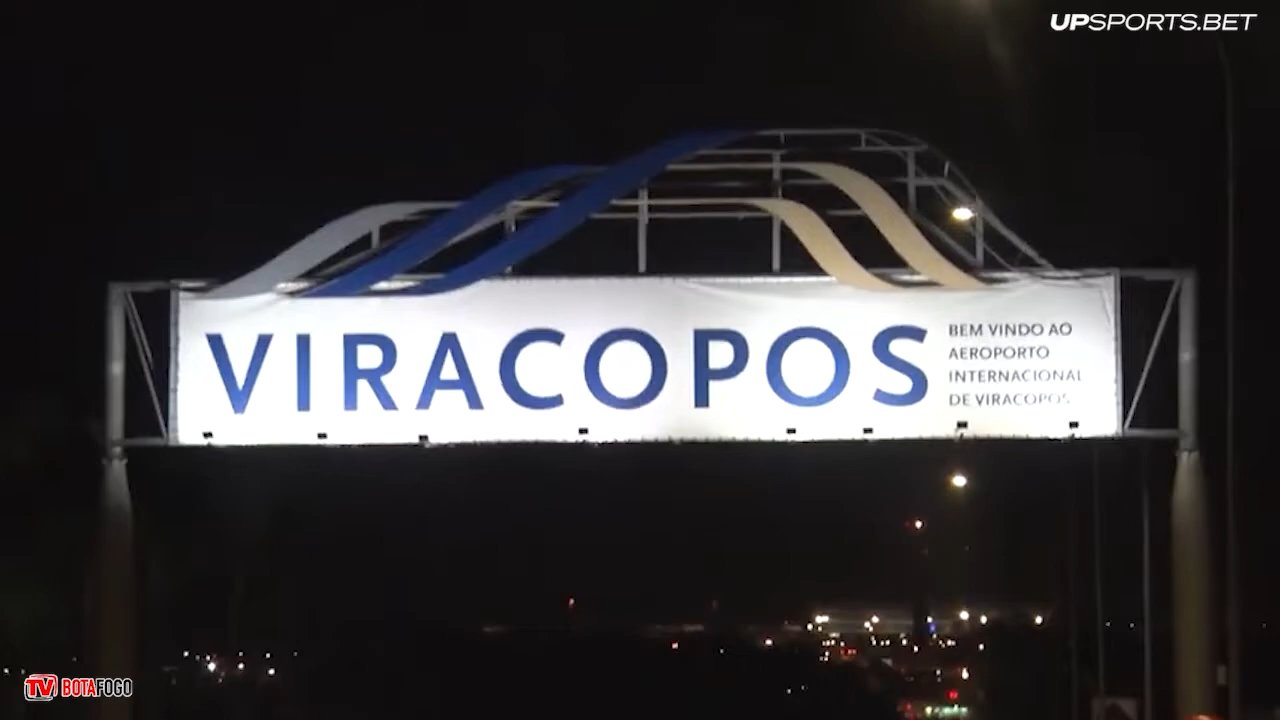 UPSPORTS.BET
VIRACOPOS
BEM VINDO AO
AEROPORTO
INTERNACIONAL
DE VIRACOPOS
TV BOTAFOGO